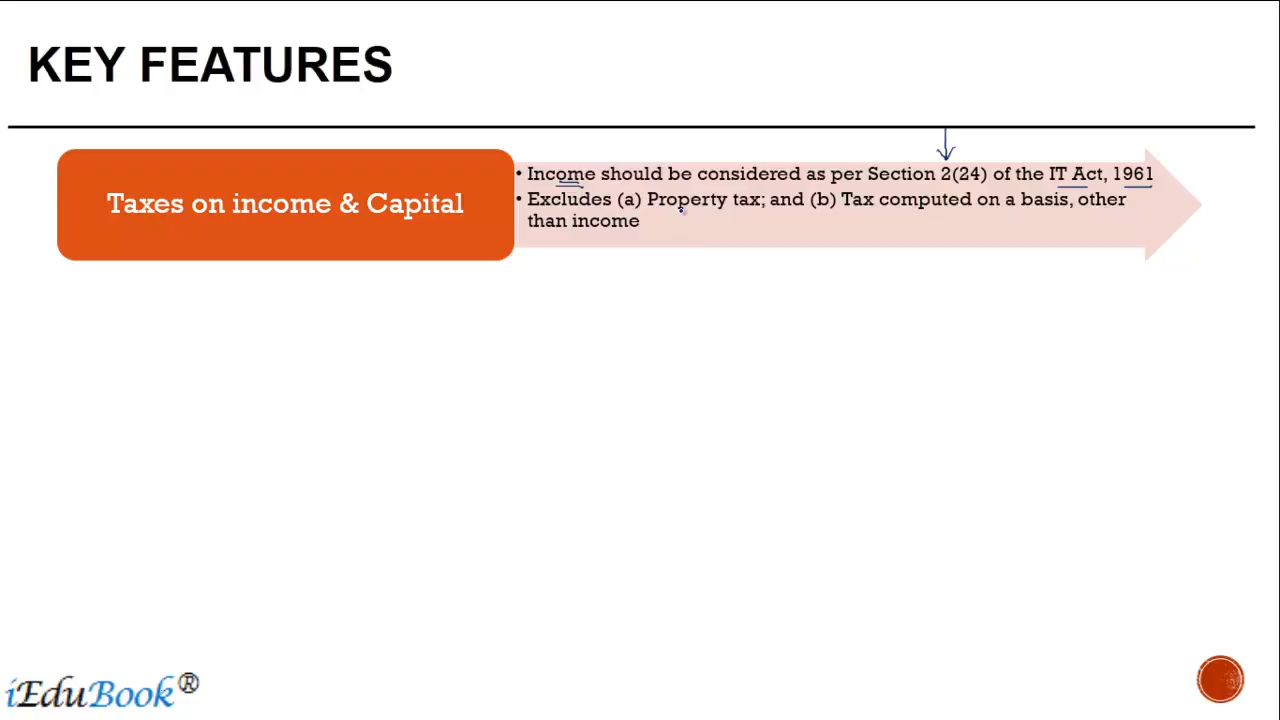 KEY FEATURES
Taxes on income & Capital
• Income should be considered as per Section 2(24) of the IT Act, 1961
• Excludes (a) Property tax; and (b) Tax computed on a basis, other
than income
iEduBook®